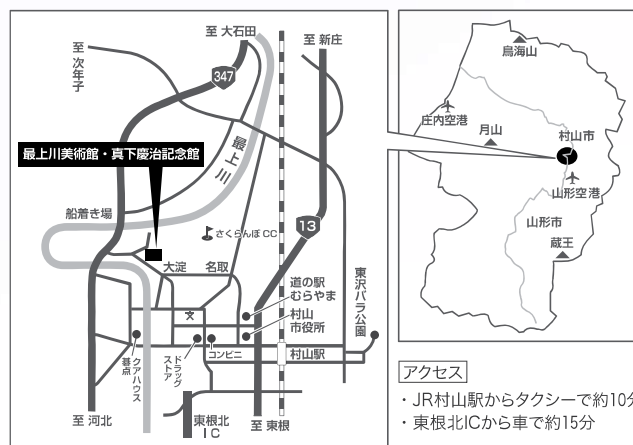 至 大石田
至 新庄
至 次年子
347
最上川美術館・真下慶治記念館
最上川
船着き場
さくらんぼCC
13
大淀
名取
道の駅
むらやま
村山
市役所
東沢バラ公園
文
クアハウス
碁点
ドラッグ
ストア
コンビニ
村山駅
至 河北
東根北
IC
至 東根
鳥海山
庄内空港
月山
村山市
山形空港
山形市
蔵王
アクセス
・JR村山駅からタクシーで約10分
・東根北ICから車で約15分